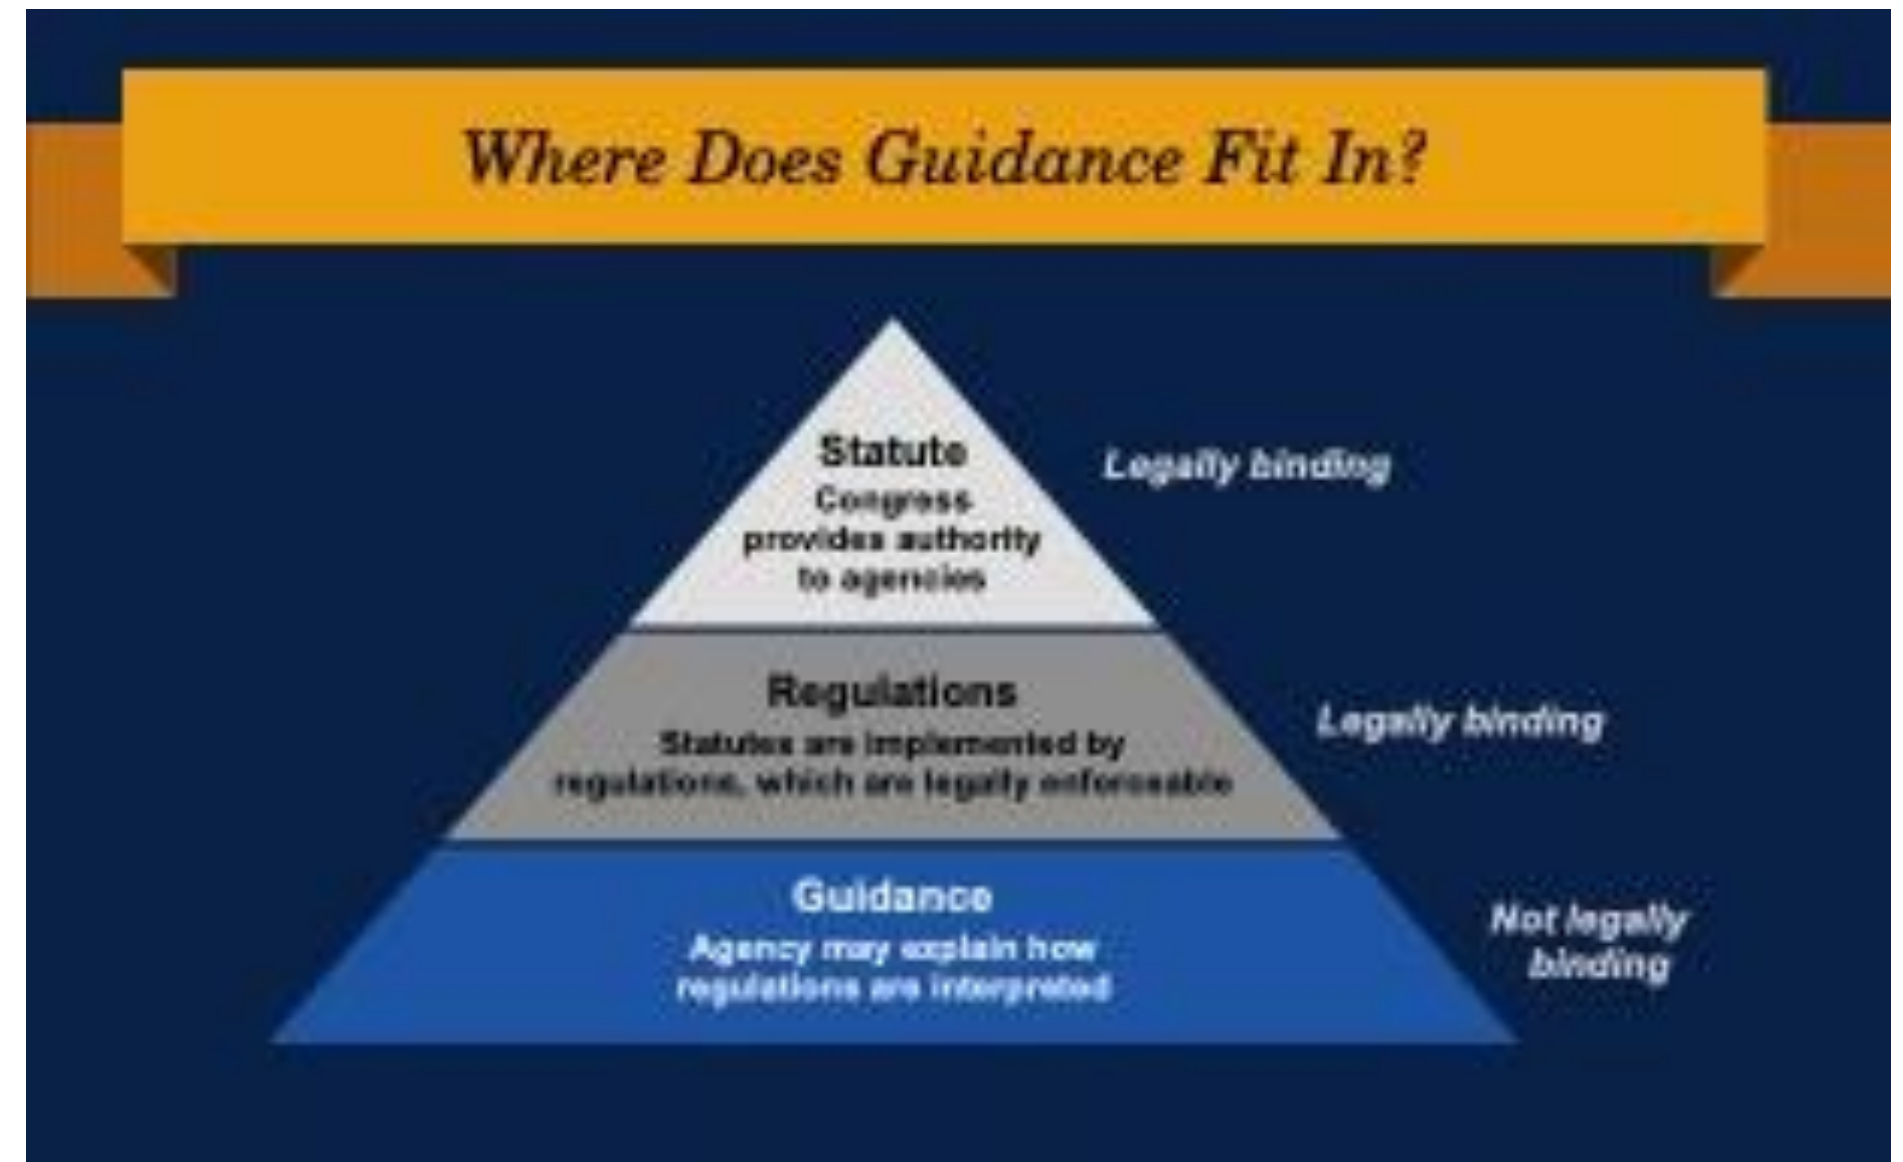 Where Does Guidance Fit In?
Statute
Congress
provides authority
to agencies
Legally binding
Regulations
Statutes are implemented by
regulations, which are legally enforceable
Legally binding
Guidance
Agency may explain how
regulations are interpreted
Not legally
binding